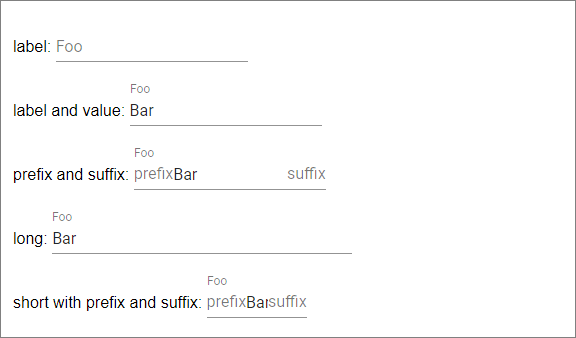 label: Foo
Foo
label and value: Bar
Foo
prefix and suffix: prefixBar suffix
Foo
long: Bar
Foo
short with prefix and suffix: prefixBarsuffix